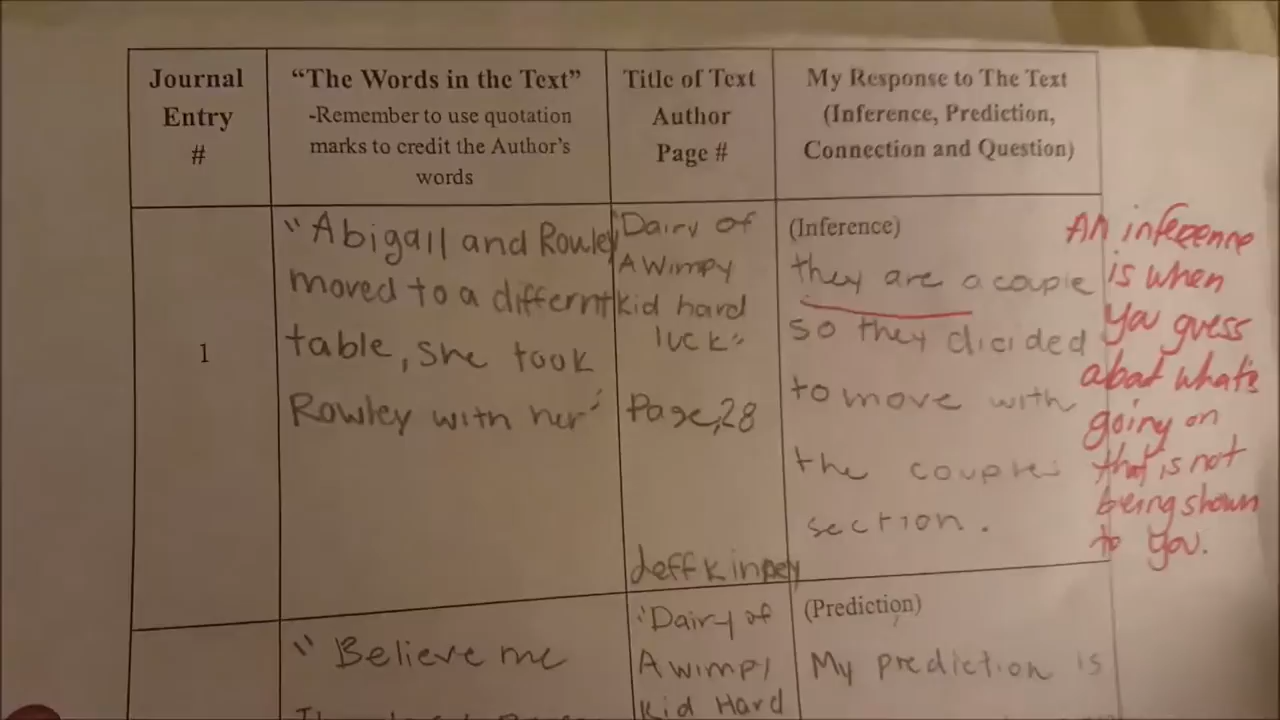 Journal
Entry
#
“The Words in the Text”
-Remember to use quotation
marks to credit the Author’s
words
Title of Text
Author
Page #
My Response to The Text
(Inference, Prediction,
Connection and Question)
1
"Abigall and Rowley
moved to a differnt
table, she took
Rowley with her"
"Dairy of
A Wimpy
kid hard
luck"
Page,28
Jeff kinney
(Inference)
they are a couple
so they dicided
to move with
the couples
section.
An inference
is when
you guess
about what's
going on
that is not
being shown
to you.
"Believe me
"Dairy of
A wimpy
Kid Hard
(Prediction)
My prediction is